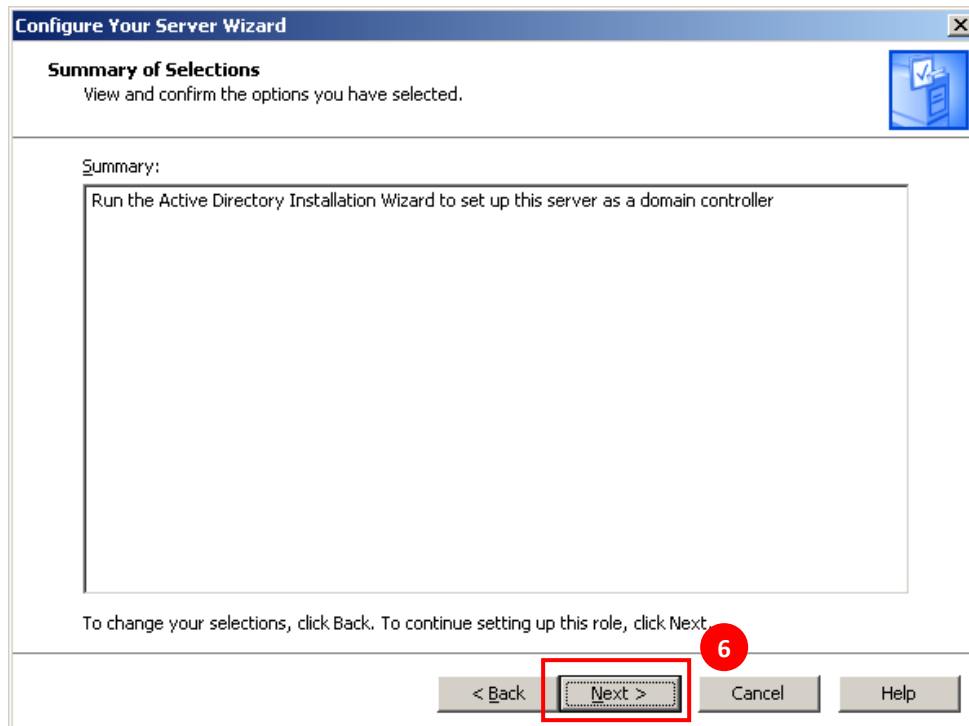 Configure Your Server Wizard
Summary of Selections
View and confirm the options you have selected.
Summary:
Run the Active Directory Installation Wizard to set up this server as a domain controller
To change your selections, click Back. To continue setting up this role, click Next.
6
< Back
Next >
Cancel
Help